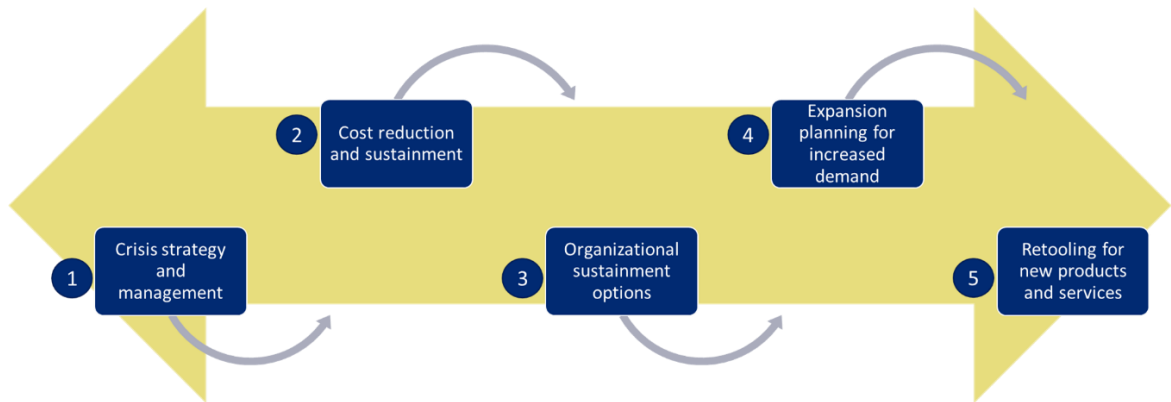 1
Crisis strategy
and
management
2
Cost reduction
and sustainment
3
Organizational
sustainment
options
4
Expansion
planning for
increased
demand
5
Retooling for
new products
and services